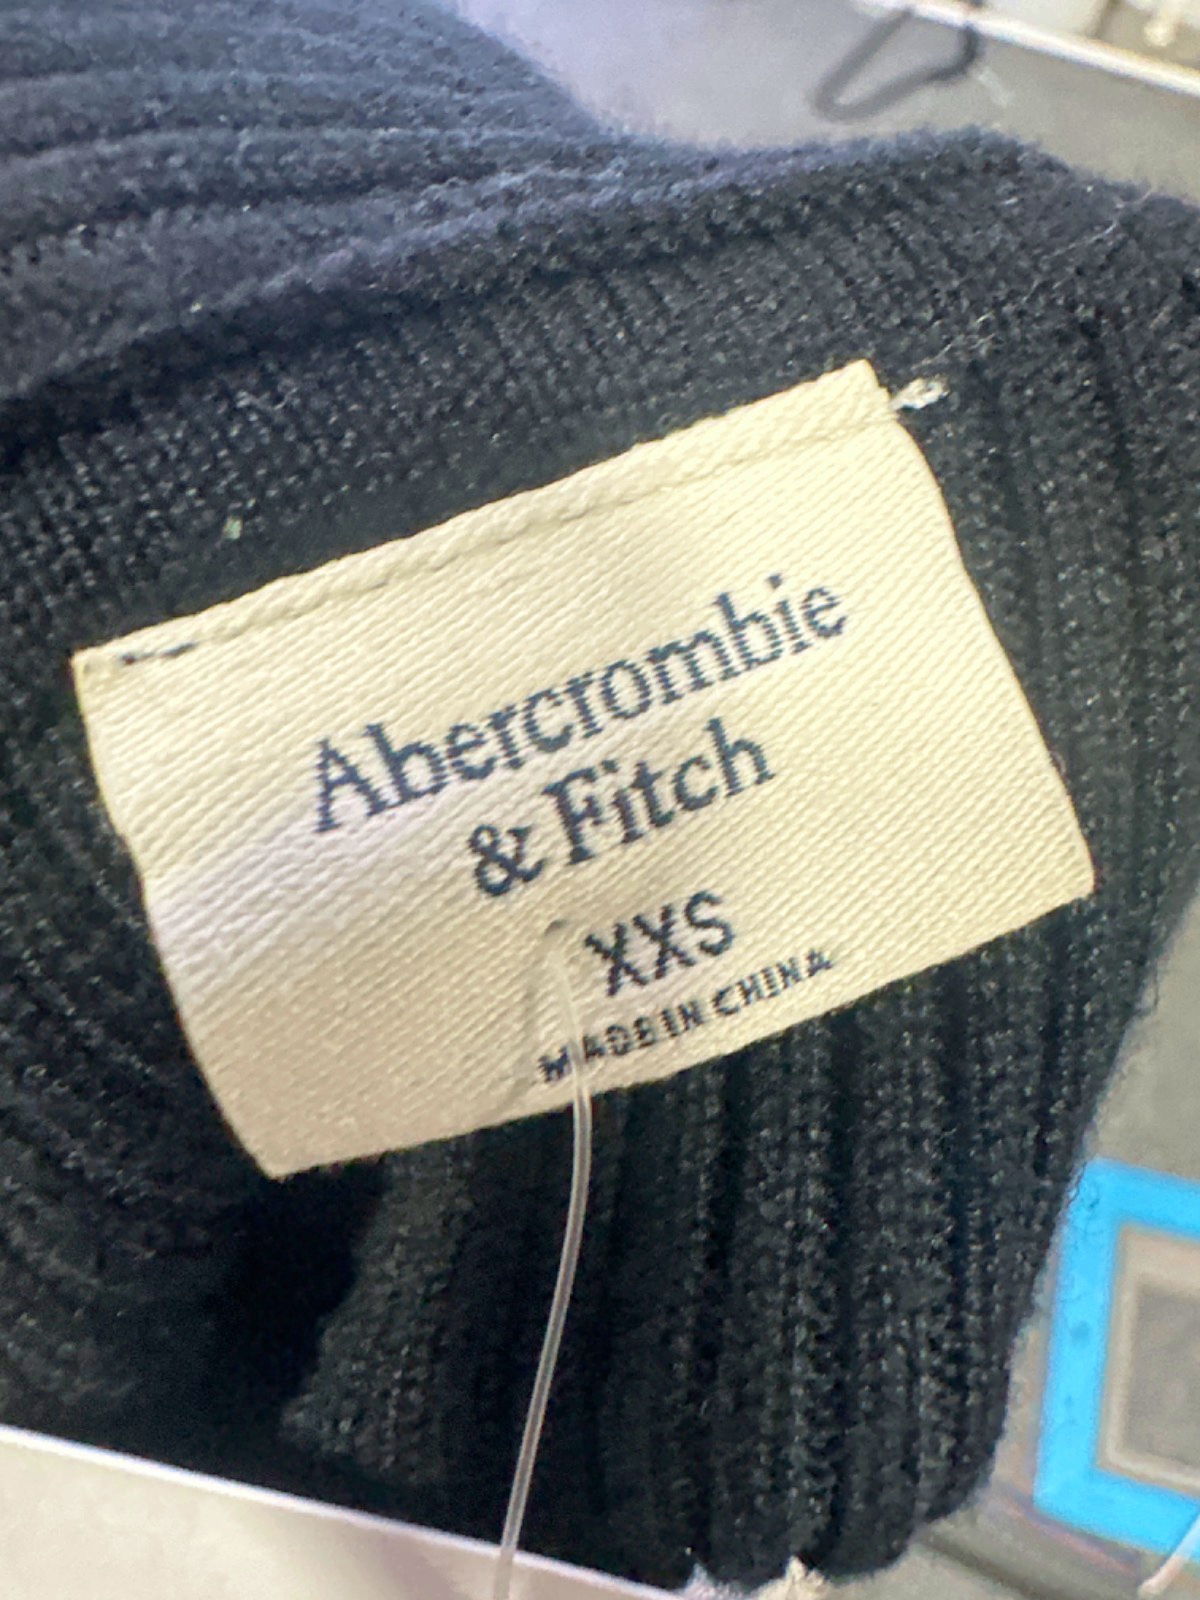 Abercrombie
& Fitch
XXS
MADE IN CHINA